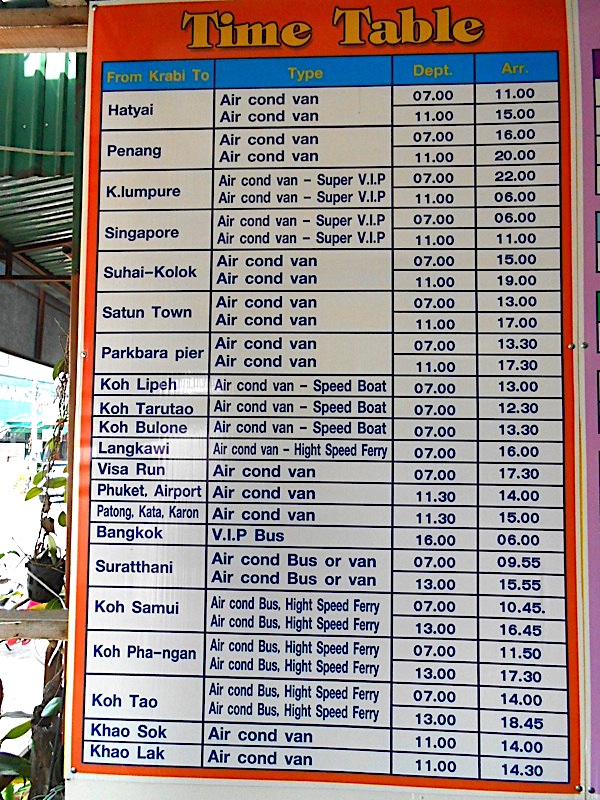 Time Table
From Krabi To Type Dept. Arr.
Hatyai Air cond van 07.00 11.00
Air cond van 11.00 15.00
Penang Air cond van 07.00 16.00
Air cond van 11.00 20.00
K.lumpure Air cond van - Super V.I.P 07.00 22.00
Air cond van - Super V.I.P 11.00 06.00
Singapore Air cond van - Super V.I.P 07.00 06.00
Air cond van - Super V.I.P 11.00 11.00
Suhai-Kolok Air cond van 07.00 15.00
Air cond van 11.00 19.00
Satun Town Air cond van 07.00 13.00
Air cond van 11.00 17.00
Parkbara pier Air cond van 07.00 13.30
Air cond van 11.00 17.30
Koh Lipeh Air cond van - Speed Boat 07.00 13.00
Koh Tarutao Air cond van - Speed Boat 07.00 12.30
Koh Bulone Air cond van - Speed Boat 07.00 13.30
Langkawi Air cond van - Hight Speed Ferry 07.00 16.00
Visa Run Air cond van 07.00 17.30
Phuket, Airport Air cond van 11.30 14.00
Patong, Kata, Karon Air cond van 11.30 15.00
Bangkok V.I.P Bus 16.00 06.00
Suratthani Air cond Bus or van 07.00 09.55
Air cond Bus or van 13.00 15.55
Koh Samui Air cond Bus, Hight Speed Ferry 07.00 10.45.
Air cond Bus, Hight Speed Ferry 13.00 16.45
Koh Pha-ngan Air cond Bus, Hight Speed Ferry 07.00 11.50
Air cond Bus, Hight Speed Ferry 13.00 17.30
Koh Tao Air cond Bus, Hight Speed Ferry 07.00 14.00
Air cond Bus, Hight Speed Ferry 13.00 18.45
Khao Sok Air cond van 11.00 14.00
Khao Lak Air cond van 11.00 14.30